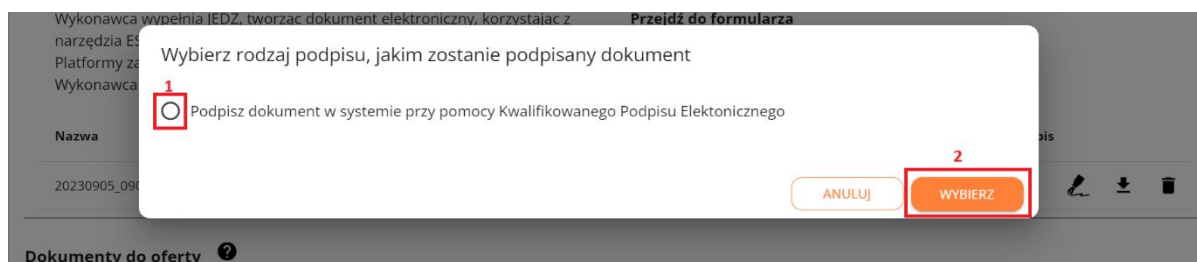 Wykonawca wypełnia JEDZ, tworząc dokument elektroniczny, korzystając z
Przejdź do formularza
narzędzia ES
Platformy za
Wykonawca
Wybierz rodzaj podpisu, jakim zostanie podpisany dokument
1
Podpisz dokument w systemie przy pomocy Kwalifikowanego Podpisu Elektonicznego
Nazwa
pis
2
20230905_090
ANULUJ
WYBIERZ
Dokumenty do oferty ?